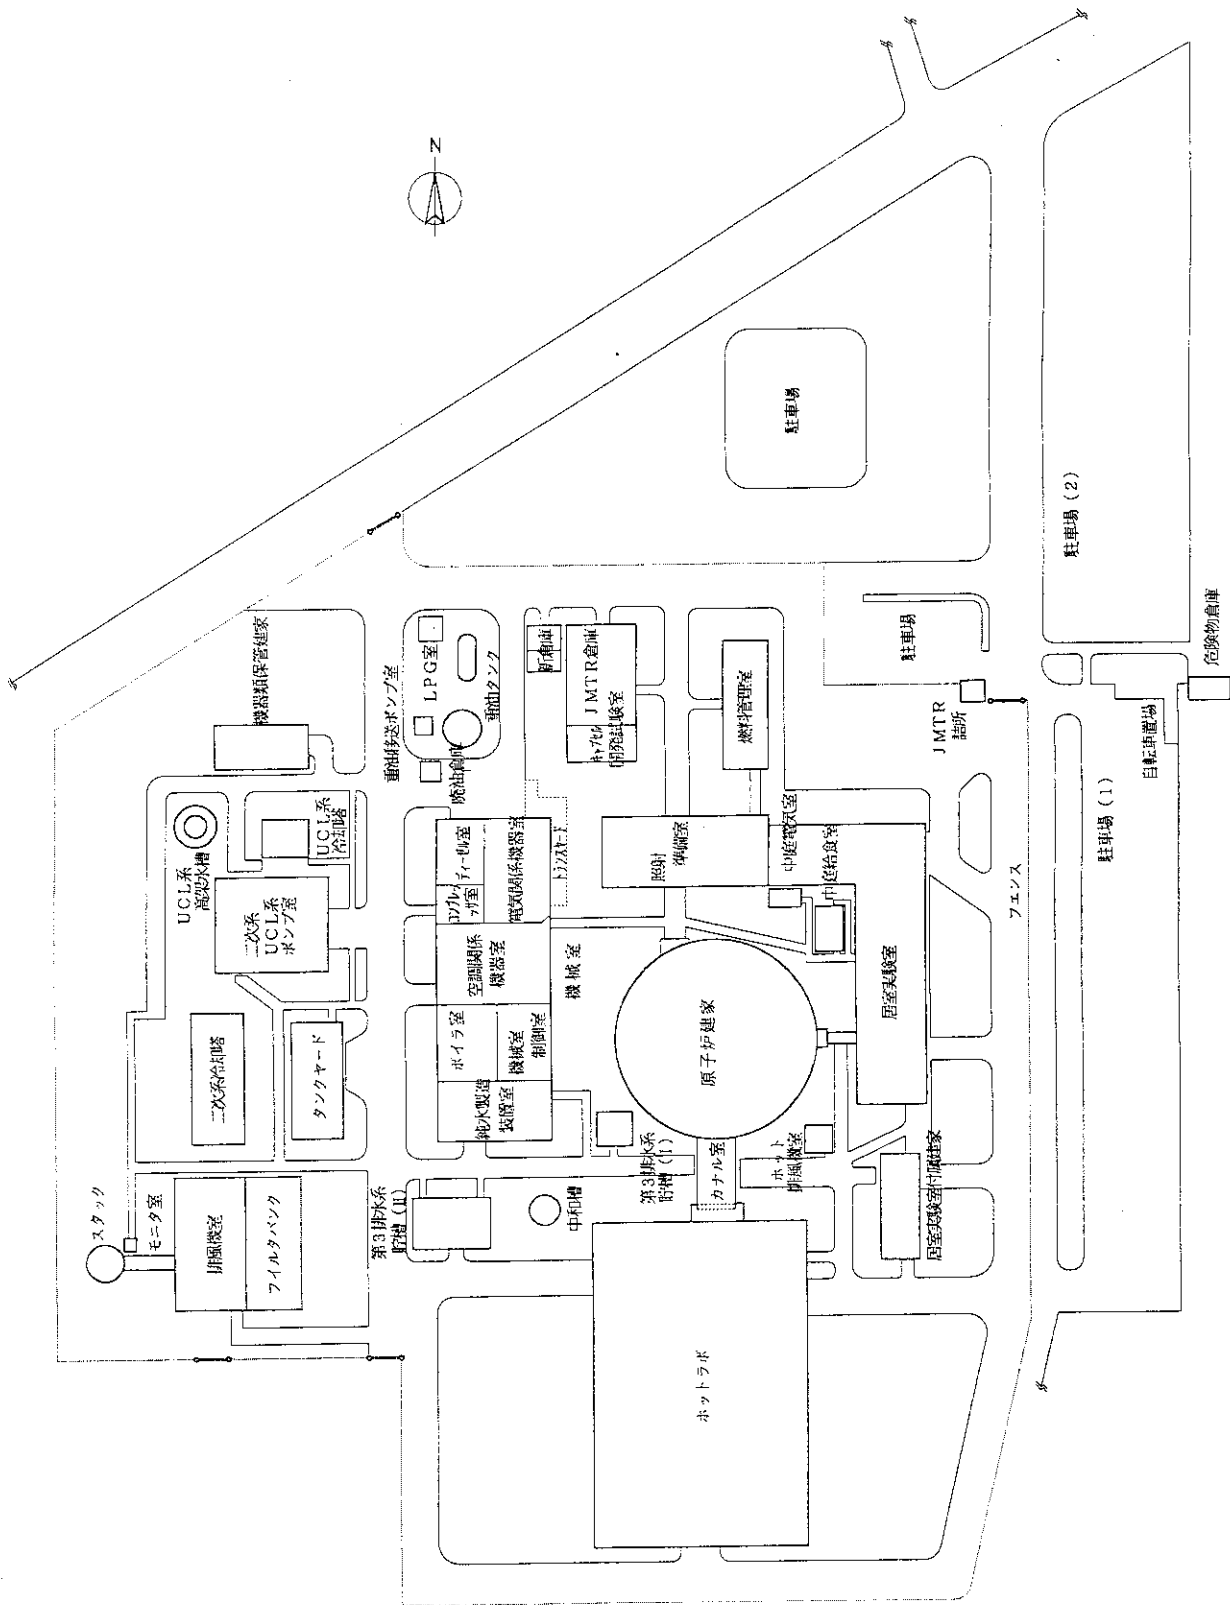 スタック
モニタ室
排風機室
フィルタバンク
二次系冷却塔
タンクヤード
UCL系
高架水槽
二次系
UCL系
ポンプ室
UCL系
冷却塔
機器類保管建家
N
第3排水系
貯槽(II)
純水製造
装置室
ボイラ室
機械室
制御室
空調関係
機器室
コンプレッ
サ室
ディーゼル室
電気関係機器室
トランスヤード
廃油倉庫
重油移送ポンプ室
LPG室
重油タンク
中和槽
機械室
新倉庫
JMTR倉庫
キャプセル
開発試験室
第3排水系
貯槽(I)
カナル室
ホット
排風機室
原子炉建家
照射
準備室
燃料管理室
中庭電気室
中庭給食室
居室実験室
居室実験室付属建家
ホットラボ
駐車場
駐車場
JMTR
詰所
フェンス
駐車場(1)
駐車場(2)
自転車置場
危険物倉庫